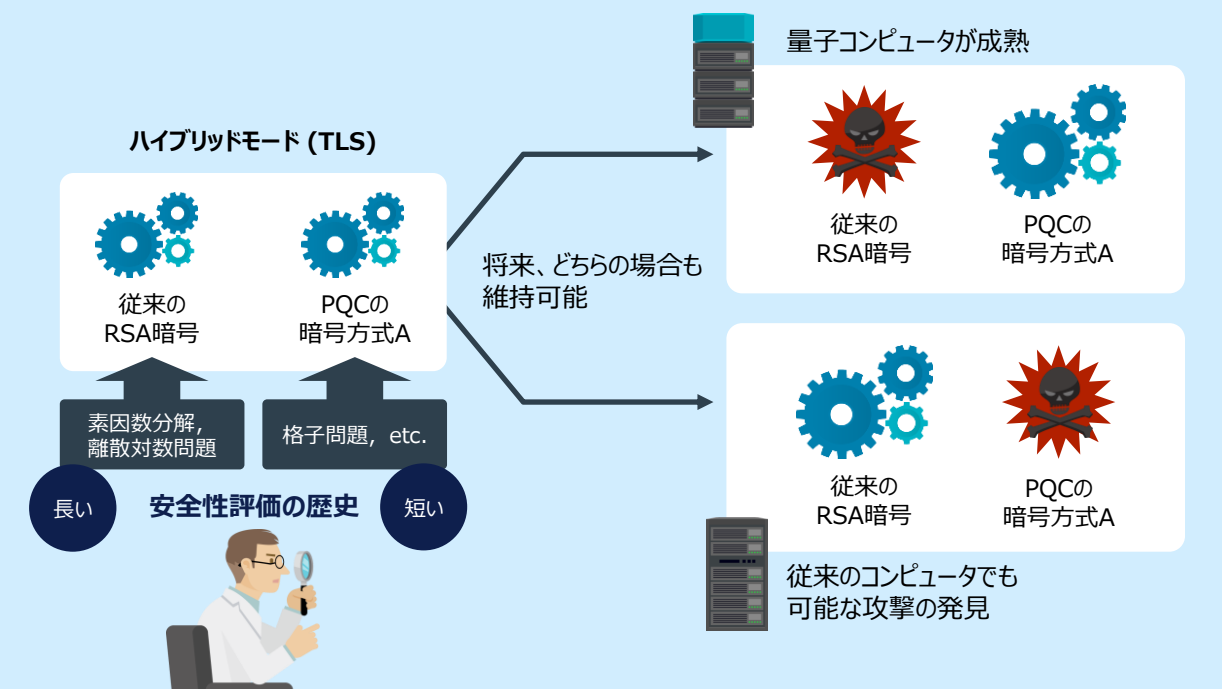 量子コンピュータが成熟
ハイブリッドモード (TLS)
従来の
RSA暗号
PQCの
暗号方式A
従来の
RSA暗号
PQCの
暗号方式A
将来、どちらの場合も
維持可能
素因数分解,
離散対数問題
格子問題, etc.
長い
安全性評価の歴史
短い
従来の
RSA暗号
PQCの
暗号方式A
従来のコンピュータでも
可能な攻撃の発見